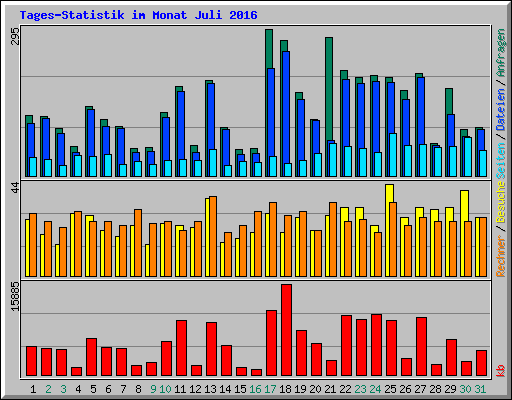 Tages-Statistik im Monat Juli 2016
295
44
15885
Rechner / Besuche
Seiten / Dateien / Anfragen
kb
1 2 3 4 5 6 7 8 9 10 11 12 13 14 15 16 17 18 19 20 21 22 23 24 25 26 27 28 29 30 31